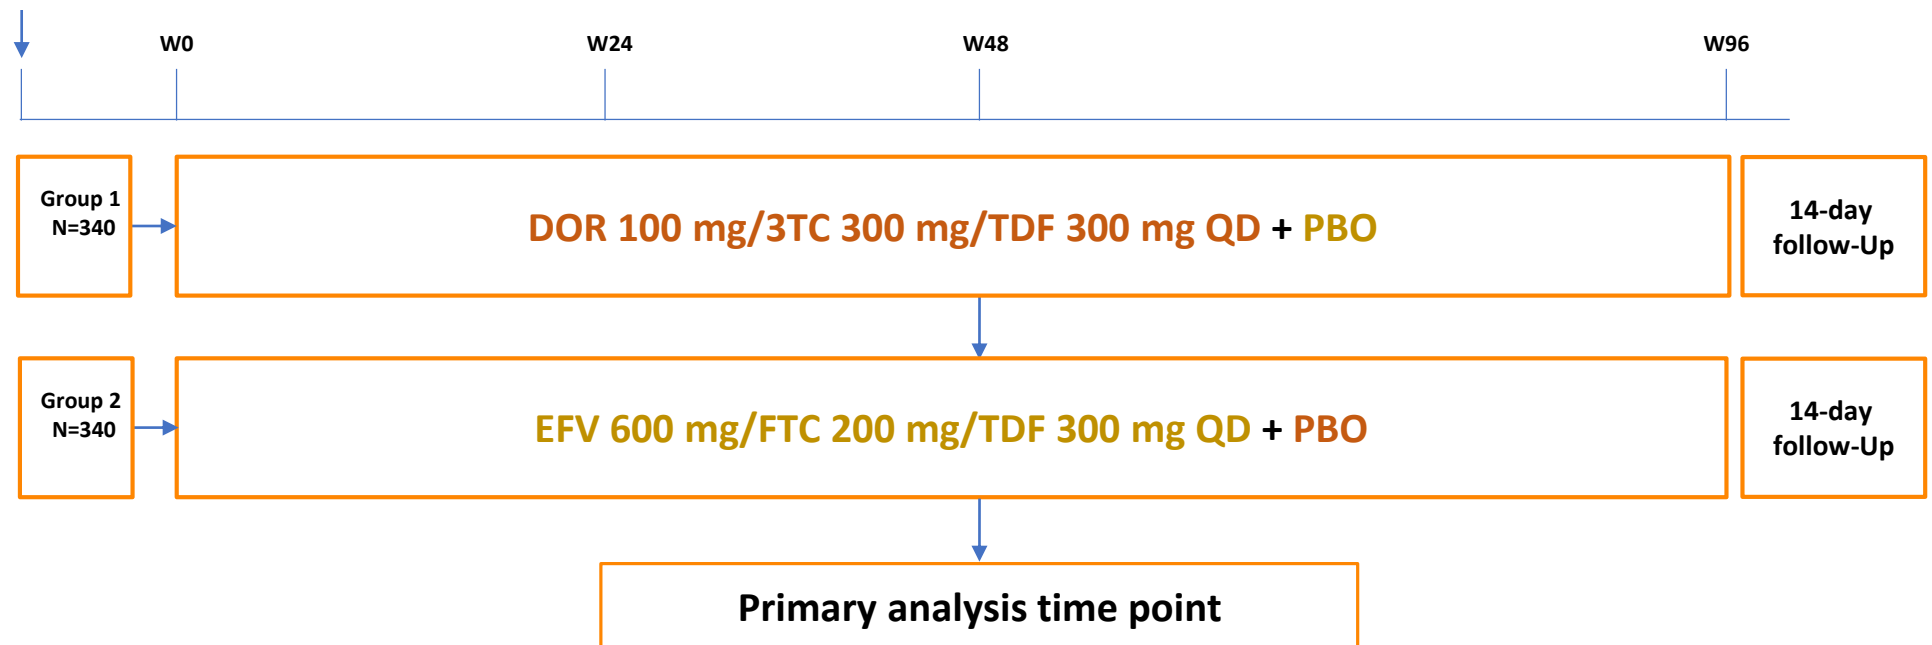 W0 W24 W48 W96
Group 1
N=340
DOR 100 mg/3TC 300 mg/TDF 300 mg QD + PBO
14-day
follow-Up
Group 2
N=340
EFV 600 mg/FTC 200 mg/TDF 300 mg QD + PBO
14-day
follow-Up
Primary analysis time point